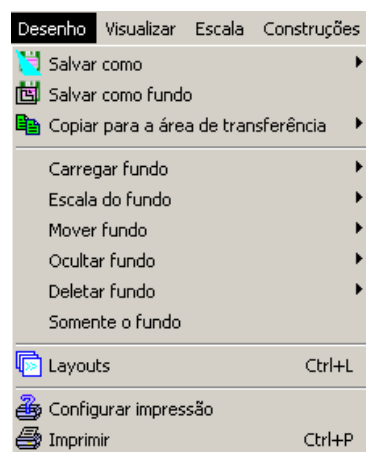 Desenho Visualizar Escala Construções
Salvar como
Salvar como fundo
Copiar para a área de transferência
Carregar fundo
Escala do fundo
Mover fundo
Ocultar fundo
Deletar fundo
Somente o fundo
Layouts Ctrl+L
Configurar impressão
Imprimir Ctrl+P